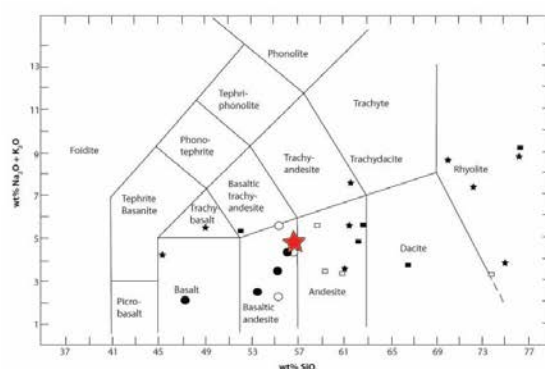 Phonolite
Tephri-
phonolite
Trachyte
Foidite
Phono-
tephrite
Trachy-
andesite
Trachydacite
Rhyolite
Tephrite
Basanite
Basaltic
trachy-
andesite
Trachy-
basalt
Dacite
Picro-
basalt
Basalt
Basaltic
andesite
Andesite
wt% Na₂O + K₂O
13
11
9
7
5
3
1
37
41
45
49
53
57
61
65
69
73
77
wt% SiO